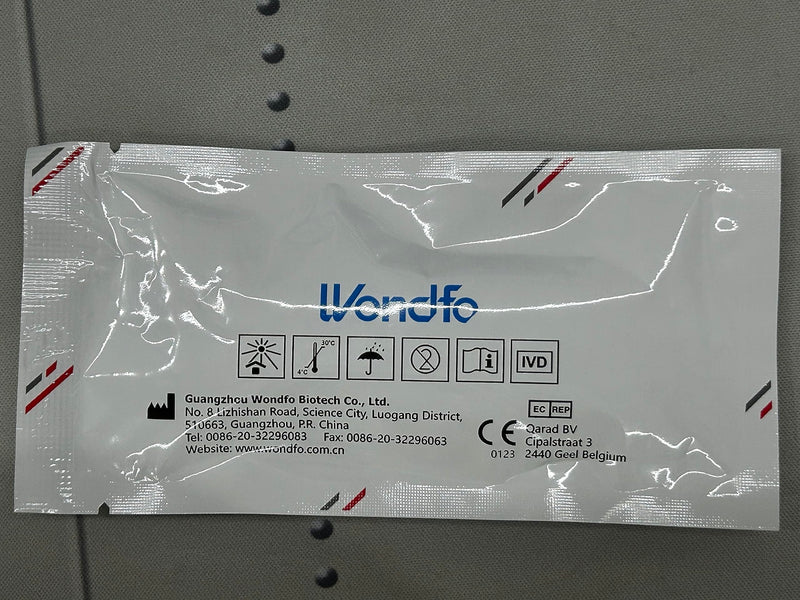 Wondfo
30°C
4°C
2
i
IVD
Guangzhou Wondfo Biotech Co., Ltd.
No. 8 Lizhishan Road, Science City, Luogang District,
510663, Guangzhou, P.R. China
Tel: 0086-20-32296083 Fax: 0086-20-32296063
Website: www.wondfo.com.cn
EC REP
CE Qarad BV
Cipalstraat 3
0123 2440 Geel Belgium